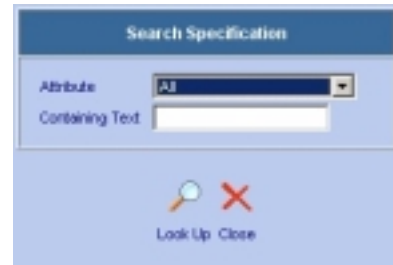 Search Specification
Attribute All
Containing Text
Look Up Close